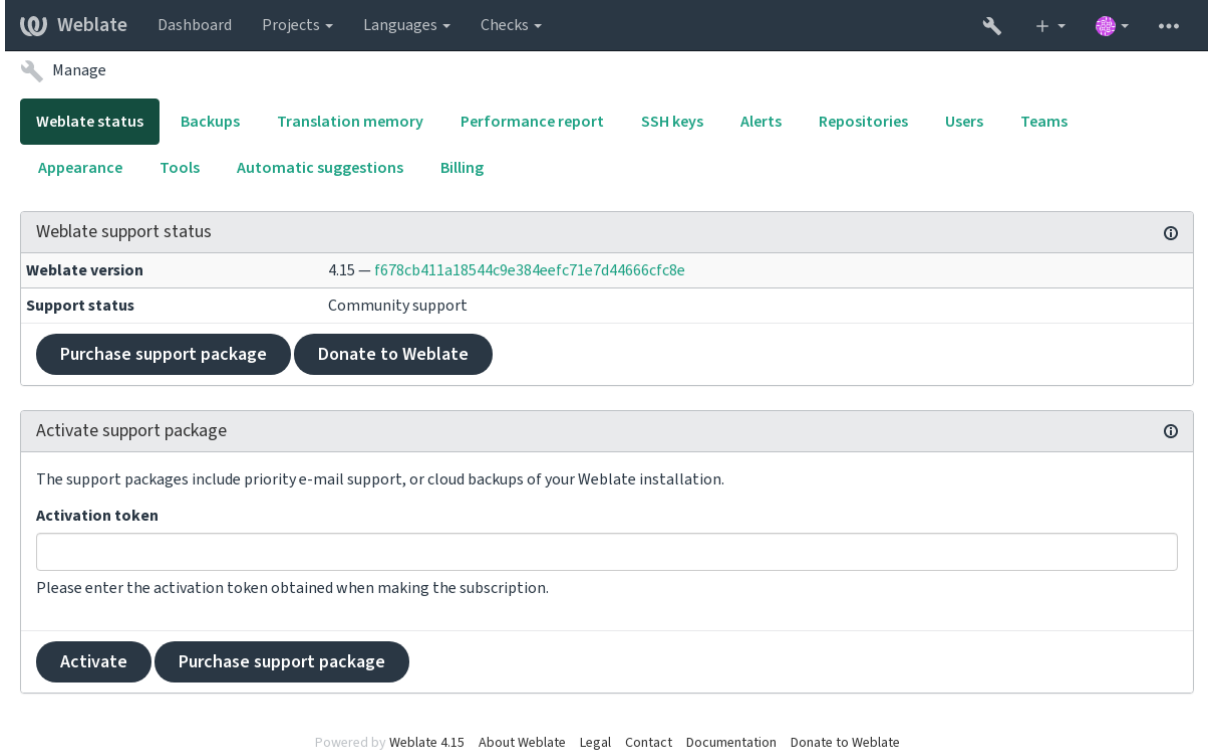 Weblate Dashboard Projects Languages Checks
Manage
Weblate status Backups Translation memory Performance report SSH keys Alerts Repositories Users Teams
Appearance Tools Automatic suggestions Billing
Weblate support status
Weblate version 4.15 — f678cb411a18544c9e384eefc71e7d44666cfc8e
Support status Community support
Purchase support package Donate to Weblate
Activate support package
The support packages include priority e-mail support, or cloud backups of your Weblate installation.
Activation token
Please enter the activation token obtained when making the subscription.
Activate Purchase support package
Powered by Weblate 4.15 About Weblate Legal Contact Documentation Donate to Weblate